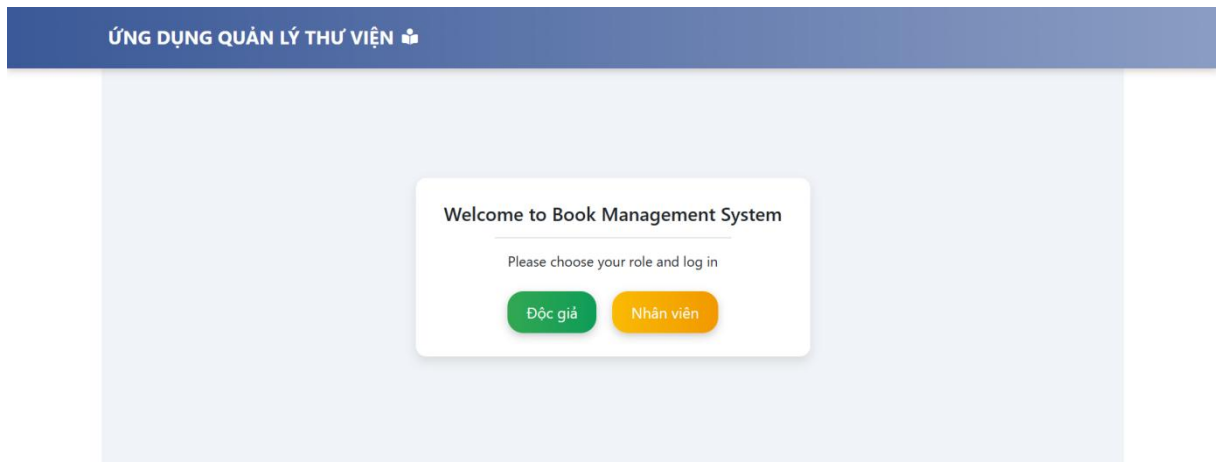 ỨNG DỤNG QUẢN LÝ THƯ VIỆN
Welcome to Book Management System
Please choose your role and log in
Độc giả
Nhân viên